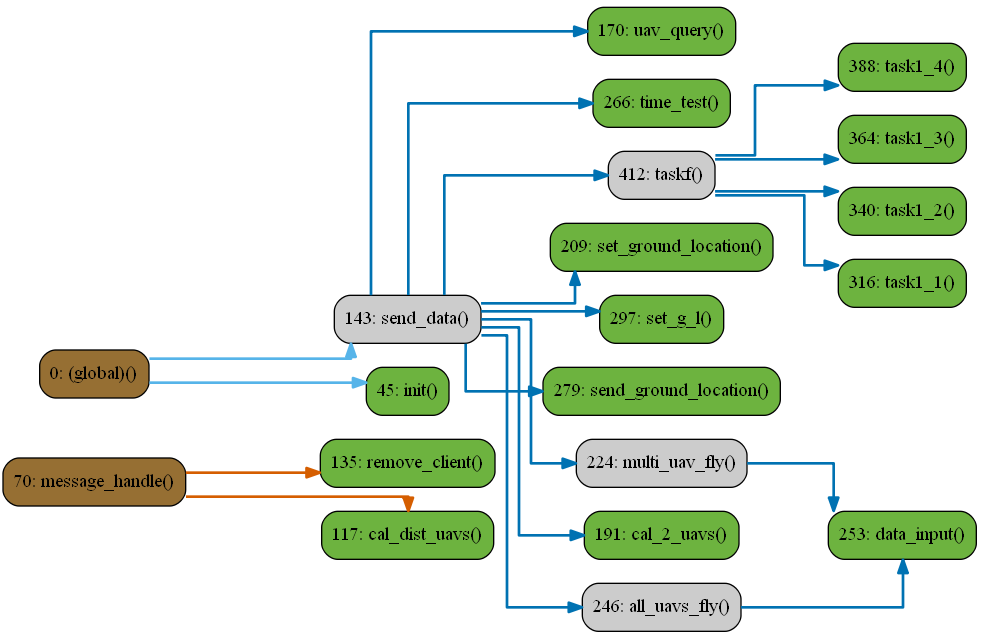 170: uav_query()
388: task1_4()
266: time_test()
364: task1_3()
412: taskf()
340: task1_2()
209: set_ground_location()
316: task1_1()
143: send_data()
297: set_g_l()
0: (global)()
45: init()
279: send_ground_location()
135: remove_client()
224: multi_uav_fly()
70: message_handle()
117: cal_dist_uavs()
191: cal_2_uavs()
253: data_input()
246: all_uavs_fly()